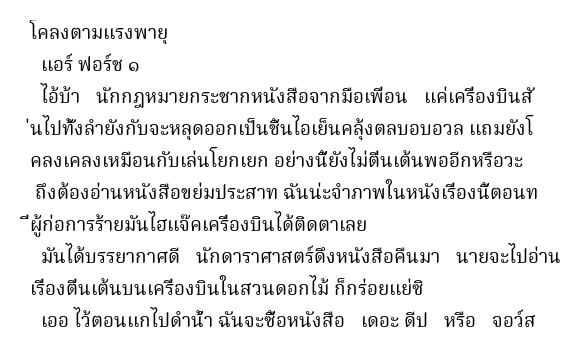 โคลงตามแรงพายุ
แอร์ ฟอร์ช ๑
ไอ้บ้า นักกฎหมายกระชากหนังสือจากมือเพื่อน แค่เครื่องบินสั
่นไปทั้งลำยังกับจะหลุดออกเป็นชิ้นไอเย็นคลุ้งตลบอบอวล แถมยังโ
คลงเคลงเหมือนกับเล่นโยกเยก อย่างนี้ยังไม่ตื่นเต้นพออีกหรือวะ
ถึงต้องอ่านหนังสือขย่มประสาท ฉันน่ะจำภาพในหนังเรื่องนี้ตอนท
ี่ผู้ก่อการร้ายมันไฮแจ๊คเครื่องบินได้ติดตาเลย
มันได้บรรยากาศดี นักดาราศาสตร์ดึงหนังสือคืนมา นายจะไปอ่าน
เรื่องตื่นเต้นบนเครื่องบินในสวนดอกไม้ ก็กร่อยแย่ซิ
เออ ไว้ตอนแกไปดำน้ำ ฉันจะซื้อหนังสือ เดอะ ดีป หรือ จอว์ส